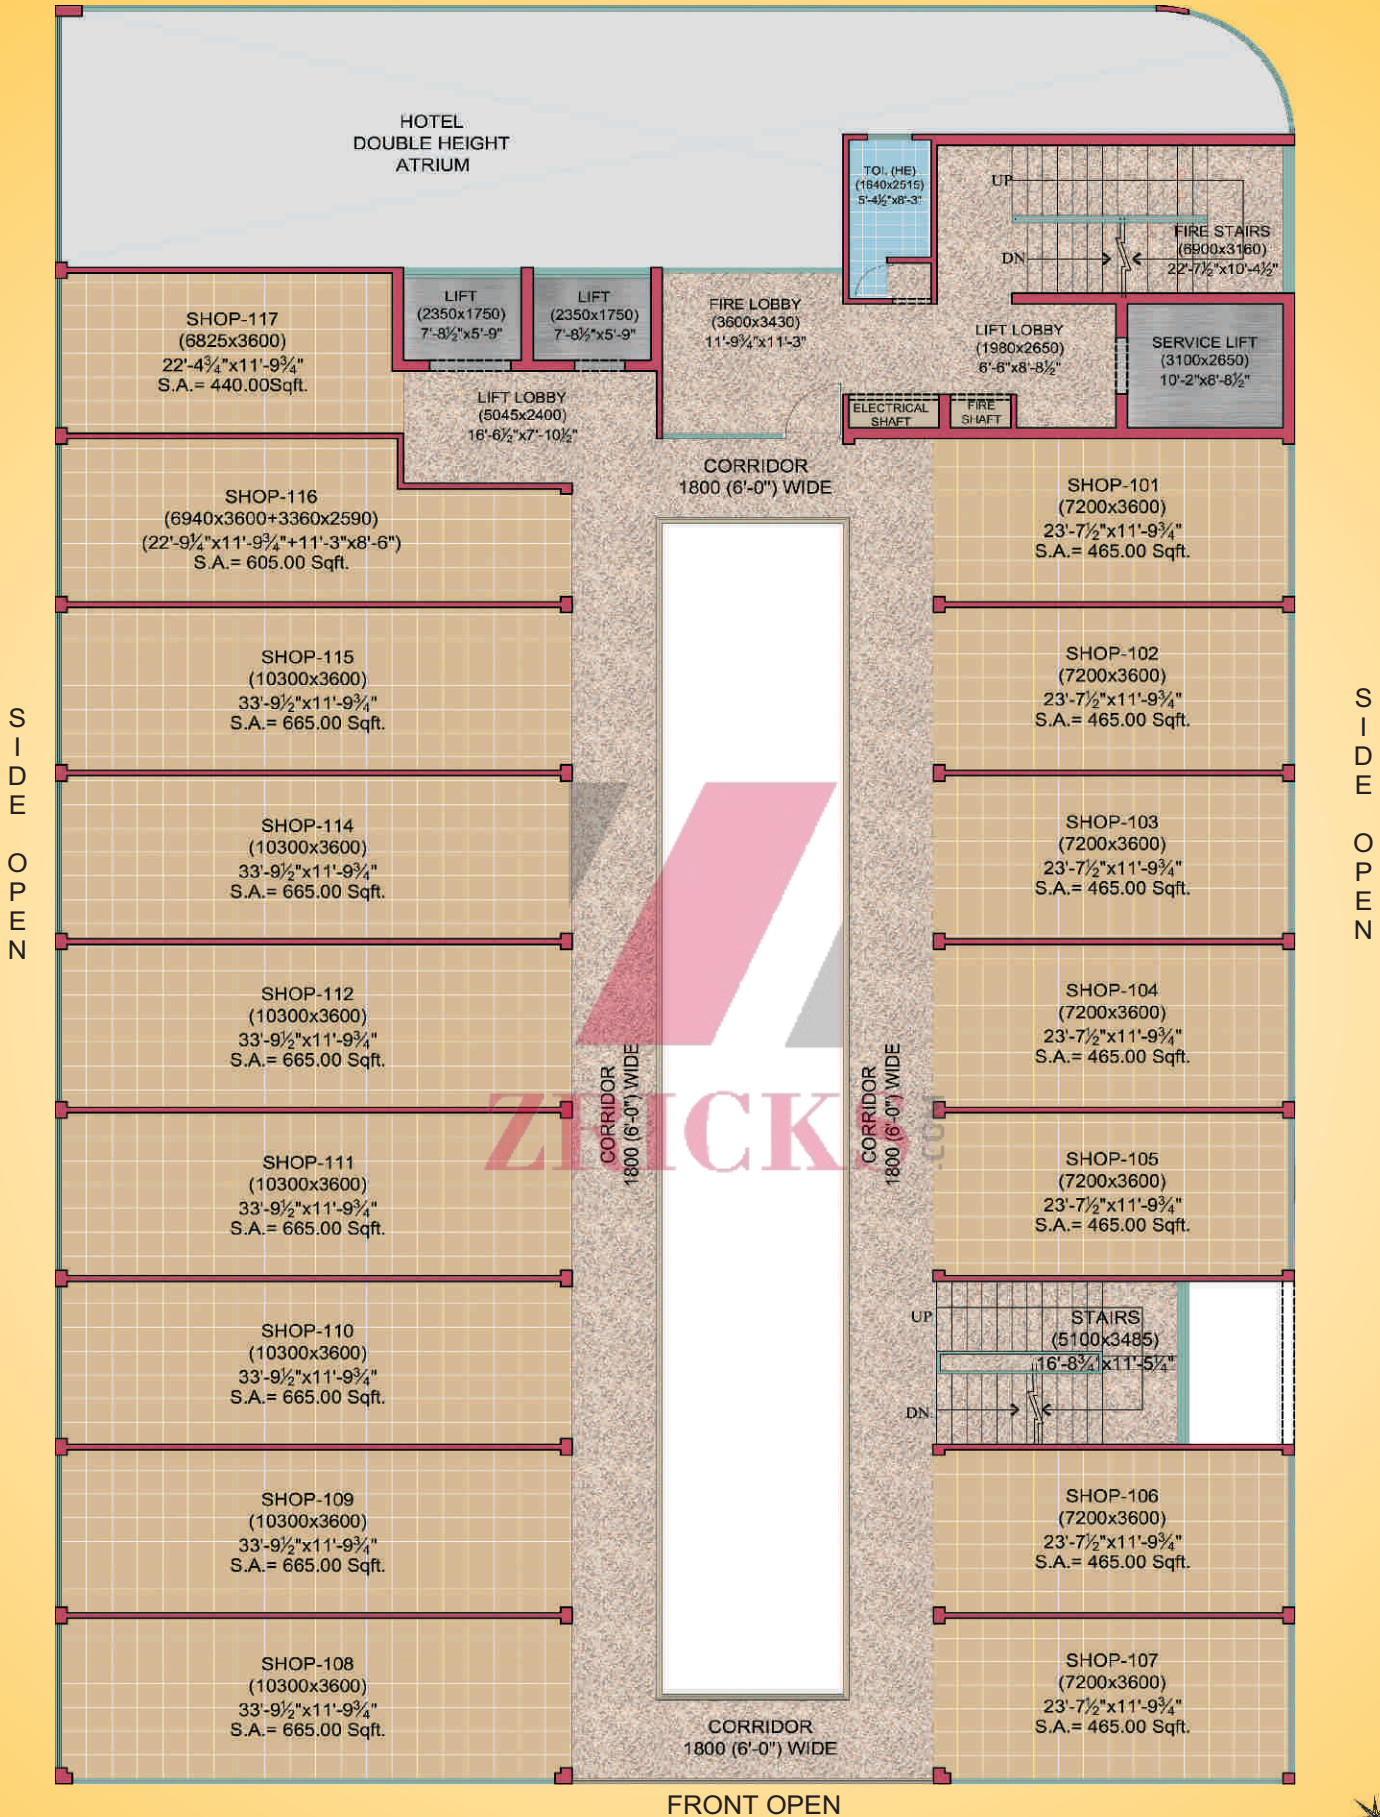 HOTEL
DOUBLE HEIGHT
ATRIUM
TOI. (HE)
(1640x2515)
5'-4½"x8'-3"
UP
DN
FIRE STAIRS
(6900x3160)
22'-7½"x10'-4½"
SHOP-117
(6825x3600)
22'-4¾"x11'-9¾"
S.A.= 440.00Sqft.
LIFT
(2350x1750)
7'-8½"x5'-9"
LIFT
(2350x1750)
7'-8½"x5'-9"
FIRE LOBBY
(3600x3430)
11'-9¾"x11'-3"
LIFT LOBBY
(1980x2650)
6'-6"x8'-8½"
SERVICE LIFT
(3100x2650)
10'-2"x8'-8½"
LIFT LOBBY
(5045x2400)
16'-6½"x7'-10½"
ELECTRICAL
SHAFT
FIRE
SHAFT
CORRIDOR
1800 (6'-0") WIDE
SHOP-116
(6940x3600+3360x2590)
(22'-9¼"x11'-9¾"+11'-3"x8'-6")
S.A.= 605.00 Sqft.
SHOP-101
(7200x3600)
23'-7½"x11'-9¾"
S.A.= 465.00 Sqft.
SHOP-115
(10300x3600)
33'-9½"x11'-9¾"
S.A.= 665.00 Sqft.
SHOP-102
(7200x3600)
23'-7½"x11'-9¾"
S.A.= 465.00 Sqft.
SIDE OPEN
SIDE OPEN
SHOP-114
(10300x3600)
33'-9½"x11'-9¾"
S.A.= 665.00 Sqft.
SHOP-103
(7200x3600)
23'-7½"x11'-9¾"
S.A.= 465.00 Sqft.
SHOP-112
(10300x3600)
33'-9½"x11'-9¾"
S.A.= 665.00 Sqft.
SHOP-104
(7200x3600)
23'-7½"x11'-9¾"
S.A.= 465.00 Sqft.
CORRIDOR
1800 (6'-0") WIDE
CORRIDOR
1800 (6'-0") WIDE
ZRICKS
.COM
SHOP-111
(10300x3600)
33'-9½"x11'-9¾"
S.A.= 665.00 Sqft.
SHOP-105
(7200x3600)
23'-7½"x11'-9¾"
S.A.= 465.00 Sqft.
SHOP-110
(10300x3600)
33'-9½"x11'-9¾"
S.A.= 665.00 Sqft.
UP
DN
STAIRS
(5100x3485)
16'-8¾"x11'-5¼"
SHOP-109
(10300x3600)
33'-9½"x11'-9¾"
S.A.= 665.00 Sqft.
SHOP-106
(7200x3600)
23'-7½"x11'-9¾"
S.A.= 465.00 Sqft.
SHOP-108
(10300x3600)
33'-9½"x11'-9¾"
S.A.= 665.00 Sqft.
SHOP-107
(7200x3600)
23'-7½"x11'-9¾"
S.A.= 465.00 Sqft.
CORRIDOR
1800 (6'-0") WIDE
FRONT OPEN